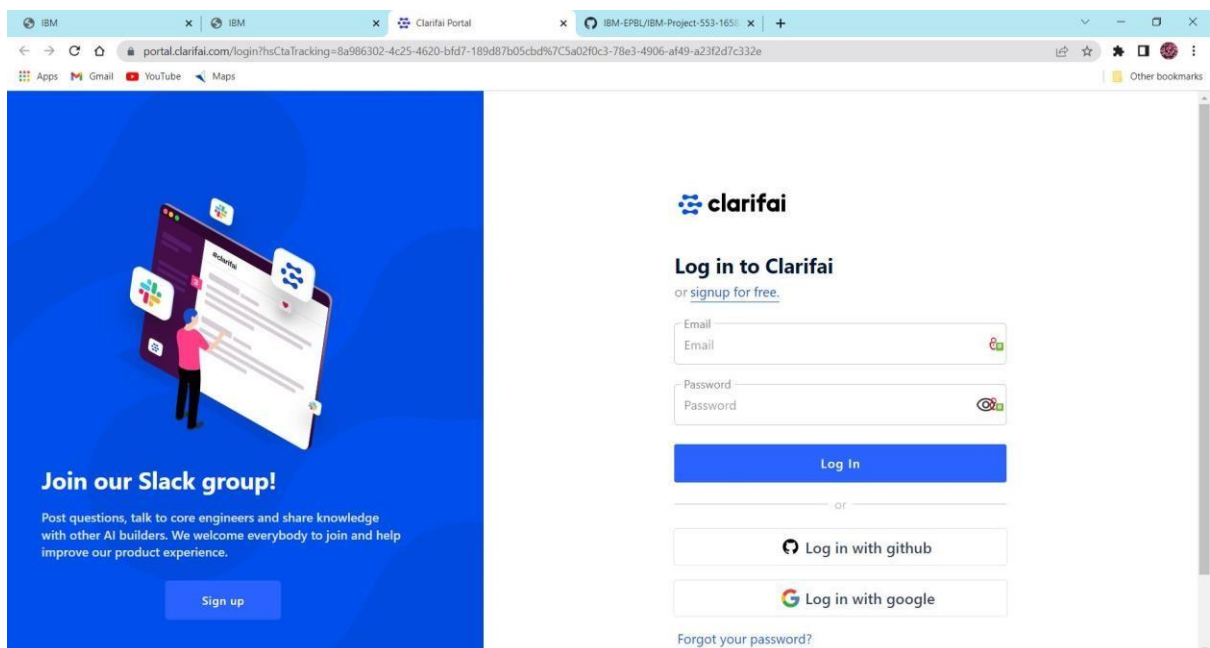 IBM
IBM
Clarifai Portal
IBM-EPBL/IBM-Project-553-1658
portal.clarifai.com/login?hsCtaTracking=8a986302-4c25-4620-bfd7-189d87b05cbd%7C5a02f0c3-78e3-4906-af49-a23f2d7c332e
Apps Gmail YouTube Maps Other bookmarks
@clarifai
Join our Slack group!
Post questions, talk to core engineers and share knowledge
with other AI builders. We welcome everybody to join and help
improve our product experience.
Sign up
clarifai
Log in to Clarifai
or signup for free.
Email
Email
Password
Password
Log In
or
Log in with github
Log in with google
Forgot your password?